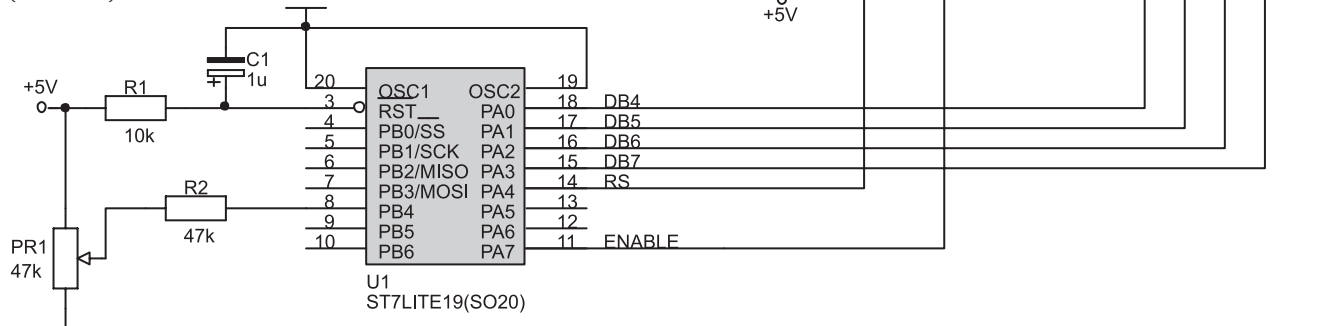 +5V
C1
+
1u
+5V
R1
10k
20 OSC1 OSC2 19
3 RST PA0 18 DB4
4 PB0/SS PA1 17 DB5
5 PB1/SCK PA2 16 DB6
6 PB2/MISO PA3 15 DB7
7 PB3/MOSI PA4 14 RS
R2
8 PB4 PA5 13
47k
9 PB5 PA6 12
10 PB6 PA7 11 ENABLE
PR1
47k
U1
ST7LITE19(SO20)